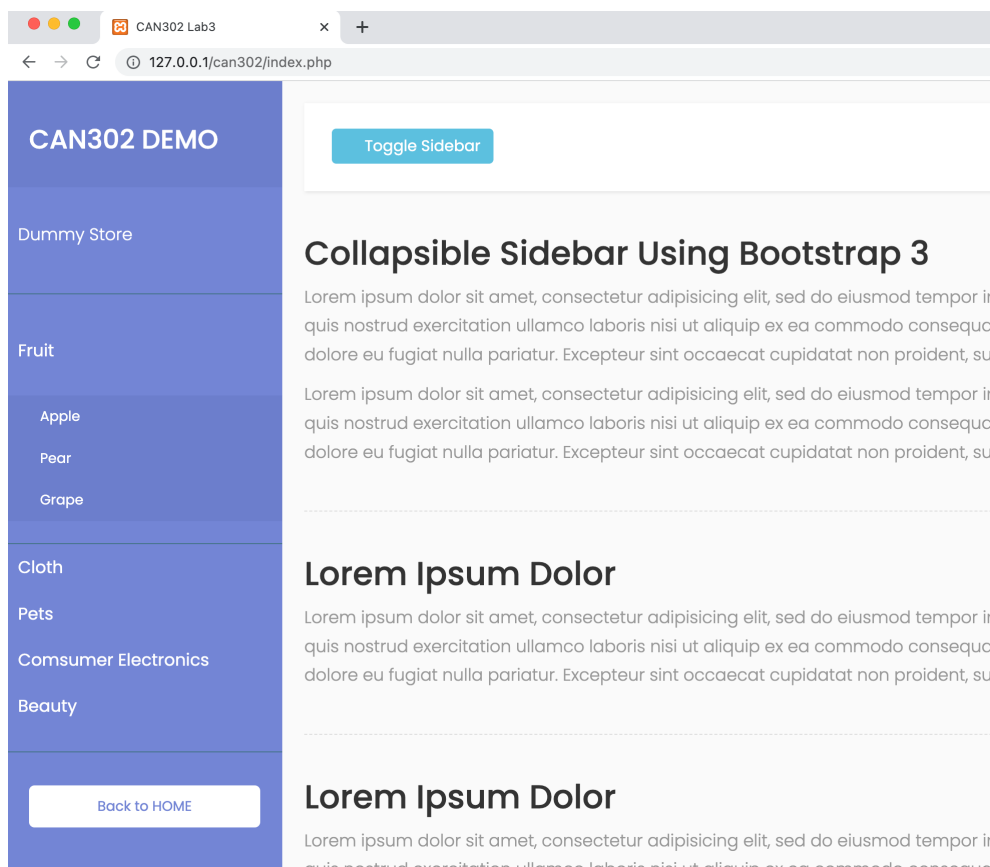 CAN302 Lab3
127.0.0.1/can302/index.php
CAN302 DEMO
Dummy Store
Fruit
Apple
Pear
Grape
Cloth
Pets
Comsumer Electronics
Beauty
Back to HOME
Toggle Sidebar
Collapsible Sidebar Using Bootstrap 3
Lorem ipsum dolor sit amet, consectetur adipisicing elit, sed do eiusmod tempor
quis nostrud exercitation ullamco laboris nisi ut aliquip ex ea commodo
dolore eu fugiat nulla pariatur. Excepteur sint occaecat cupidatat non proident,
Lorem ipsum dolor sit amet, consectetur adipisicing elit, sed do eiusmod tempor
quis nostrud exercitation ullamco laboris nisi ut aliquip ex ea commodo
dolore eu fugiat nulla pariatur. Excepteur sint occaecat cupidatat non proident,
Lorem Ipsum Dolor
Lorem ipsum dolor sit amet, consectetur adipisicing elit, sed do eiusmod tempor
quis nostrud exercitation ullamco laboris nisi ut aliquip ex ea commodo
dolore eu fugiat nulla pariatur. Excepteur sint occaecat cupidatat non proident,
Lorem Ipsum Dolor
Lorem ipsum dolor sit amet, consectetur adipisicing elit, sed do eiusmod tempor